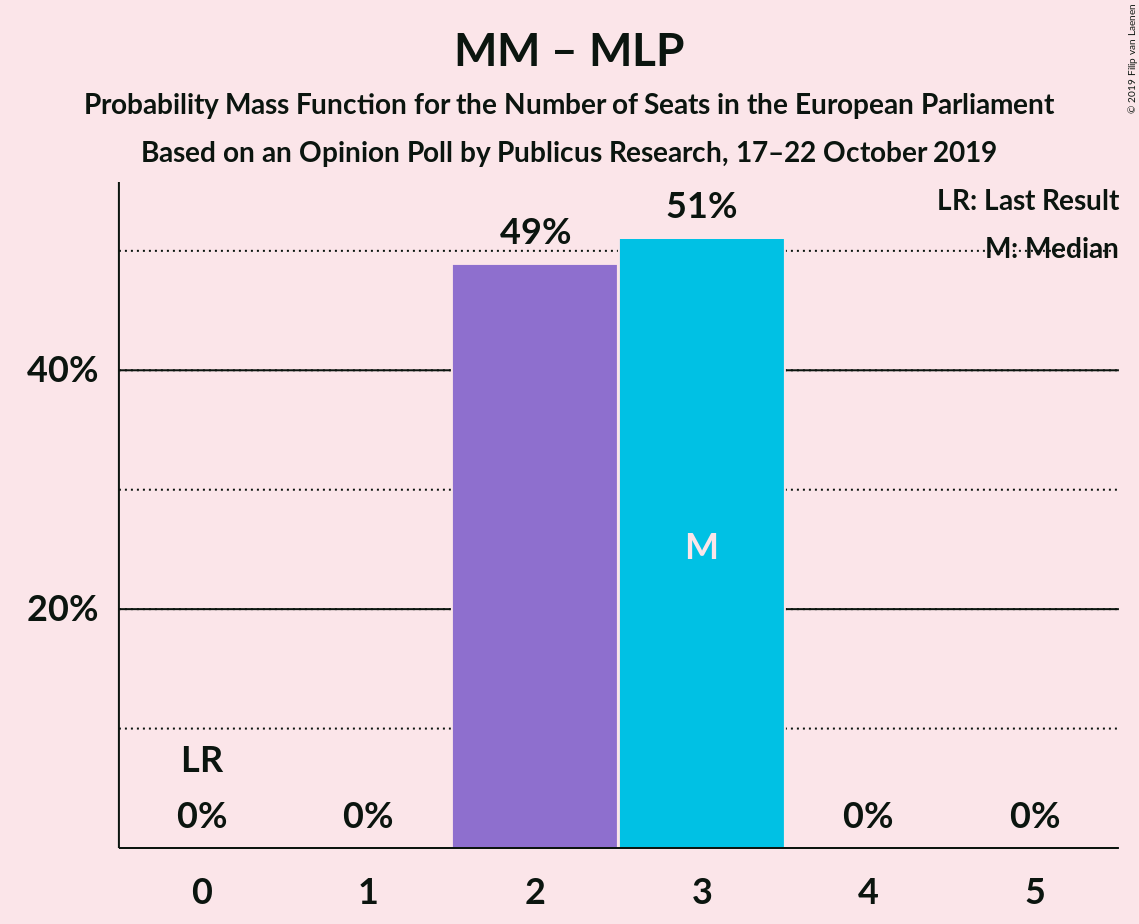 MM – MLP
Probability Mass Function for the Number of Seats in the European Parliament
Based on an Opinion Poll by Publicus Research, 17–22 October 2019
© 2019 Filip van Laenen
LR: Last Result
M: Median
51%
49%
40%
M
20%
LR
0% 0% 0% 0%
0 1 2 3 4 5